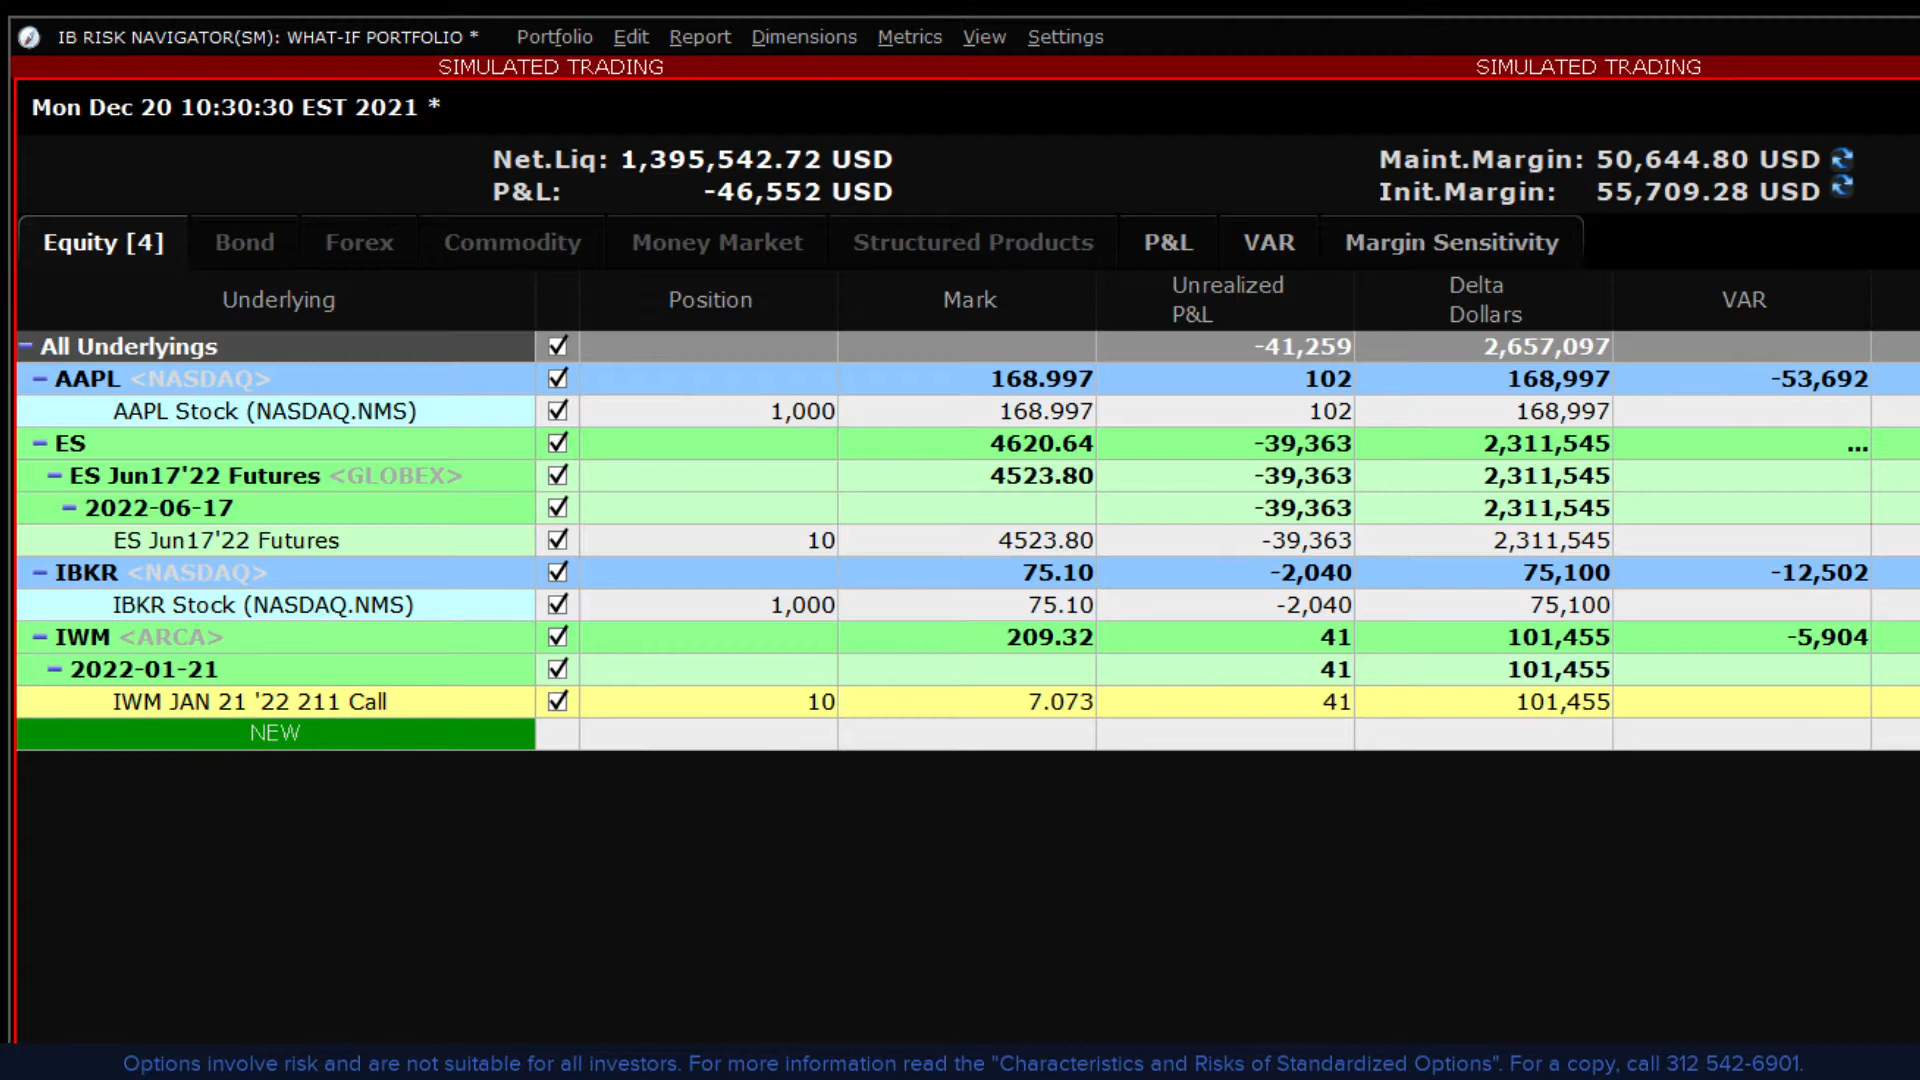 IB RISK NAVIGATOR(SM): WHAT-IF PORTFOLIO * Portfolio Edit Report Dimensions Metrics View Settings
SIMULATED TRADING SIMULATED TRADING
Mon Dec 20 10:30:30 EST 2021 *
Net.Liq: 1,395,542.72 USD Maint.Margin: 50,644.80 USD
P&L: -46,552 USD Init.Margin: 55,709.28 USD
Equity [4] Bond Forex Commodity Money Market Structured Products P&L VAR Margin Sensitivity
Underlying Position Mark Unrealized P&L Delta Dollars VAR
All Underlyings -41,259 2,657,097
AAPL <NASDAQ> 168.997 102 168,997 -53,692
AAPL Stock (NASDAQ.NMS) 1,000 168.997 102 168,997
ES 4620.64 -39,363 2,311,545 ...
ES Jun17'22 Futures <GLOBEX> 4523.80 -39,363 2,311,545
2022-06-17 -39,363 2,311,545
ES Jun17'22 Futures 10 4523.80 -39,363 2,311,545
IBKR <NASDAQ> 75.10 -2,040 75,100 -12,502
IBKR Stock (NASDAQ.NMS) 1,000 75.10 -2,040 75,100
IWM <ARCA> 209.32 41 101,455 -5,904
2022-01-21 41 101,455
IWM JAN 21 '22 211 Call 10 7.073 41 101,455
NEW
Options involve risk and are not suitable for all investors. For more information read the "Characteristics and Risks of Standardized Options". For a copy, call 312 542-6901.